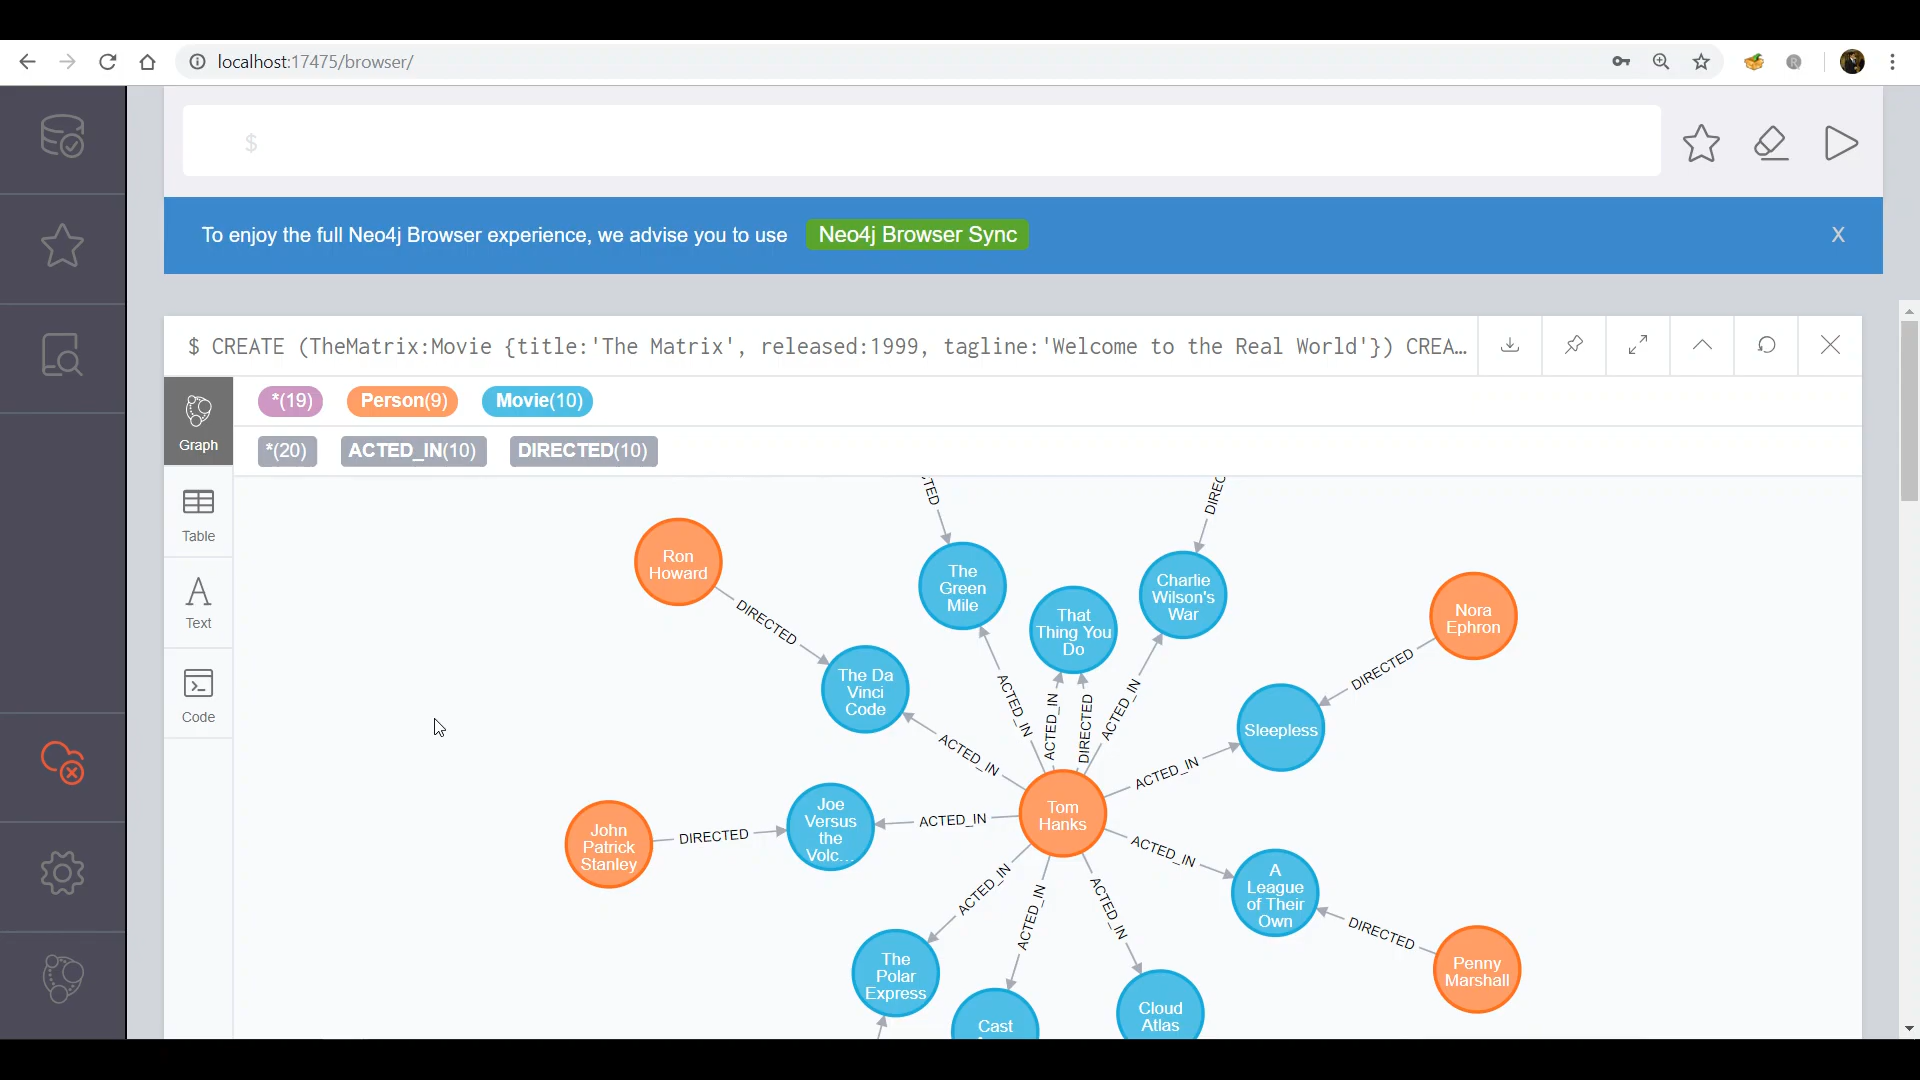 localhost:17475/browser/
$
To enjoy the full Neo4j Browser experience, we advise you to use Neo4j Browser Sync X
$ CREATE (TheMatrix:Movie {title:'The Matrix', released:1999, tagline:'Welcome to the Real World'}) CREA…
*(19) Person(9) Movie(10)
*(20) ACTED_IN(10) DIRECTED(10)
Graph
Table
Text
Code
CTED
DIREC
Ron
Howard
DIRECTED
The
Green
Mile
That
Thing You
Do
Charlie
Wilson's
War
Nora
Ephron
DIRECTED
The Da
Vinci
Code
Sleepless
ACTED_IN
ACTED_IN
ACTED_IN
DIRECTED
ACTED_IN
ACTED_IN
Tom
Hanks
John
Patrick
Stanley
DIRECTED
Joe
Versus
the
Volc…
ACTED_IN
ACTED_IN
A
League
of Their
Own
DIRECTED
Penny
Marshall
ACTED_IN
ACTED_IN
ACTED_IN
The
Polar
Express
Cast
Cloud
Atlas